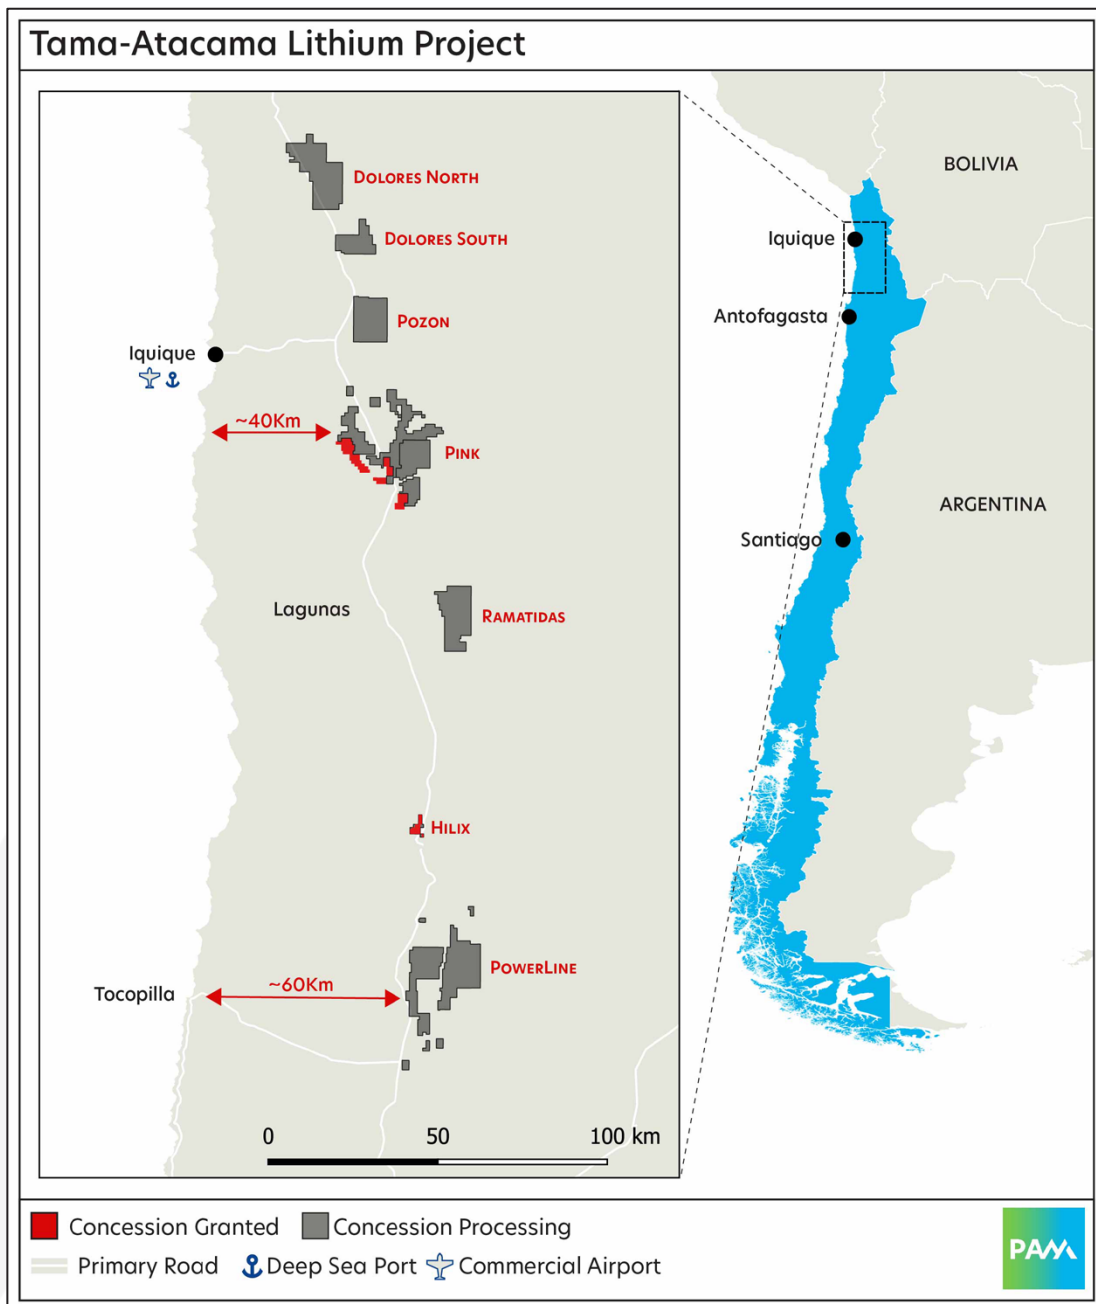 Tama-Atacama Lithium Project
DOLORES NORTH
DOLORES SOUTH
POZON
Iquique
~40Km
PINK
Lagunas
RAMATIDAS
HILIX
POWERLINE
Tocopilla
~60Km
0 50 100 km
BOLIVIA
Iquique
Antofagasta
ARGENTINA
Santiago
Concession Granted Concession Processing
Primary Road Deep Sea Port Commercial Airport
PAM